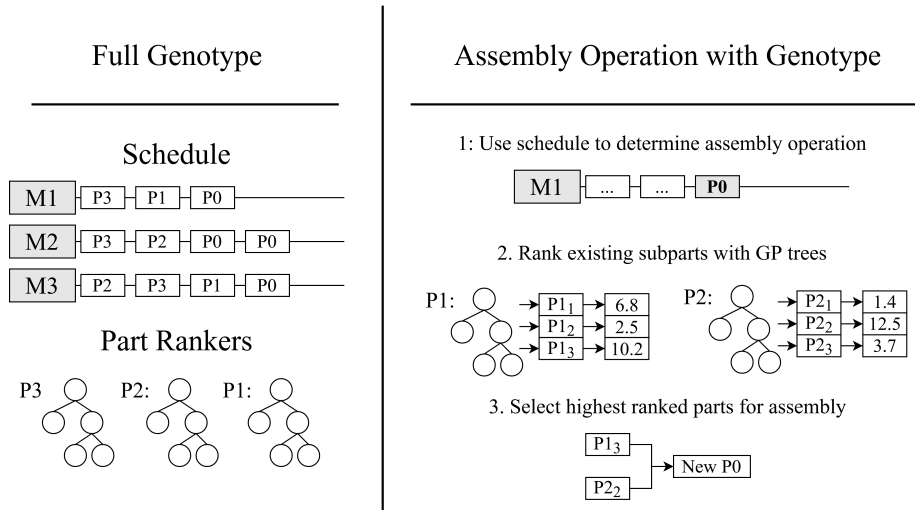 Full Genotype
Schedule
M1 P3 P1 P0
M2 P3 P2 P0 P0
M3 P2 P3 P1 P0
Part Rankers
P3 P2: P1:
Assembly Operation with Genotype
1: Use schedule to determine assembly operation
M1 ... ... P0
2. Rank existing subparts with GP trees
P1: P1₁ 6.8 P2: P2₁ 1.4
P1₂ 2.5 P2₂ 12.5
P1₃ 10.2 P2₃ 3.7
3. Select highest ranked parts for assembly
P1₃
New P0
P2₂